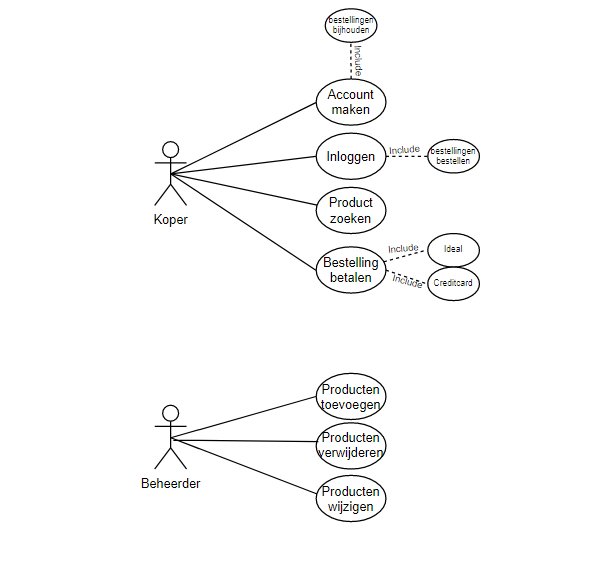 bestellingen
bijhouden
Include
Account
maken
Inloggen
Include
bestellingen
bestellen
Koper
Product
zoeken
Bestelling
betalen
Include
Ideal
Include
Creditcard
Producten
toevoegen
Producten
verwijderen
Beheerder
Producten
wijzigen